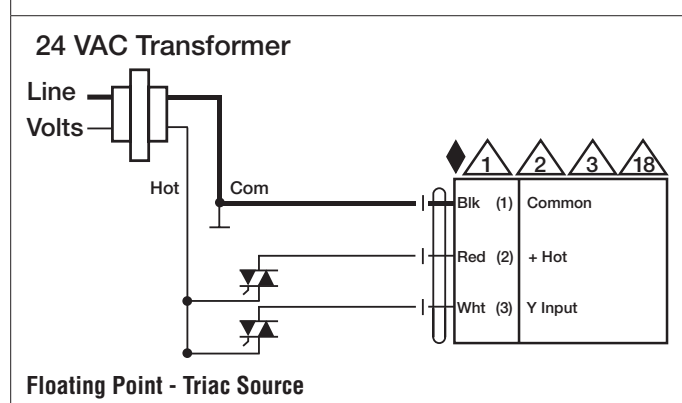 24 VAC Transformer
Line
Volts
1 2 3 18
Hot Com
Blk (1) Common
Red (2) + Hot
Wht (3) Y Input
Floating Point - Triac Source